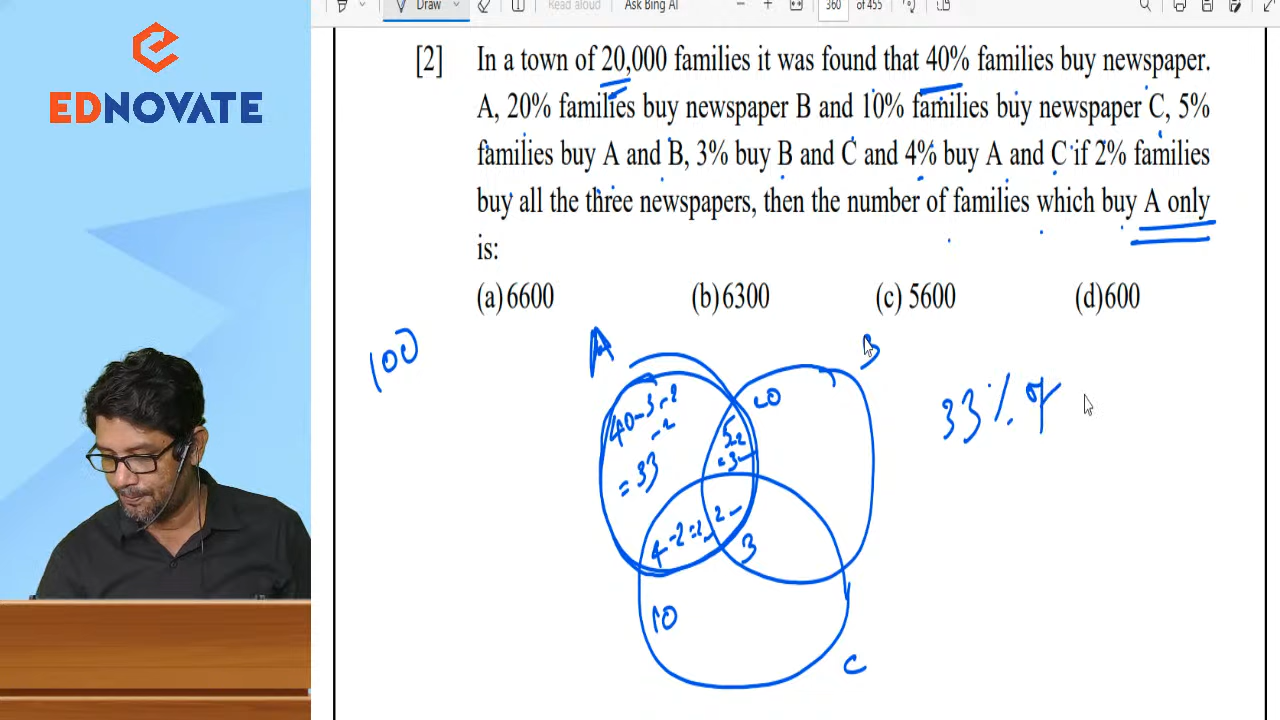 Draw
Read aloud
Ask Bing AI
360 of 455
EDNOVATE
[2] In a town of 20,000 families it was found that 40% families buy newspaper.
A, 20% families buy newspaper B and 10% families buy newspaper C, 5%
families buy A and B, 3% buy B and C and 4% buy A and C if 2% families
buy all the three newspapers, then the number of families which buy A only
is:
(a) 6600 (b) 6300 (c) 5600 (d) 600
100
A
B
40-3-2
-2
=33
20
5-2
=3
33% of
4-2=2
2
3
10
C